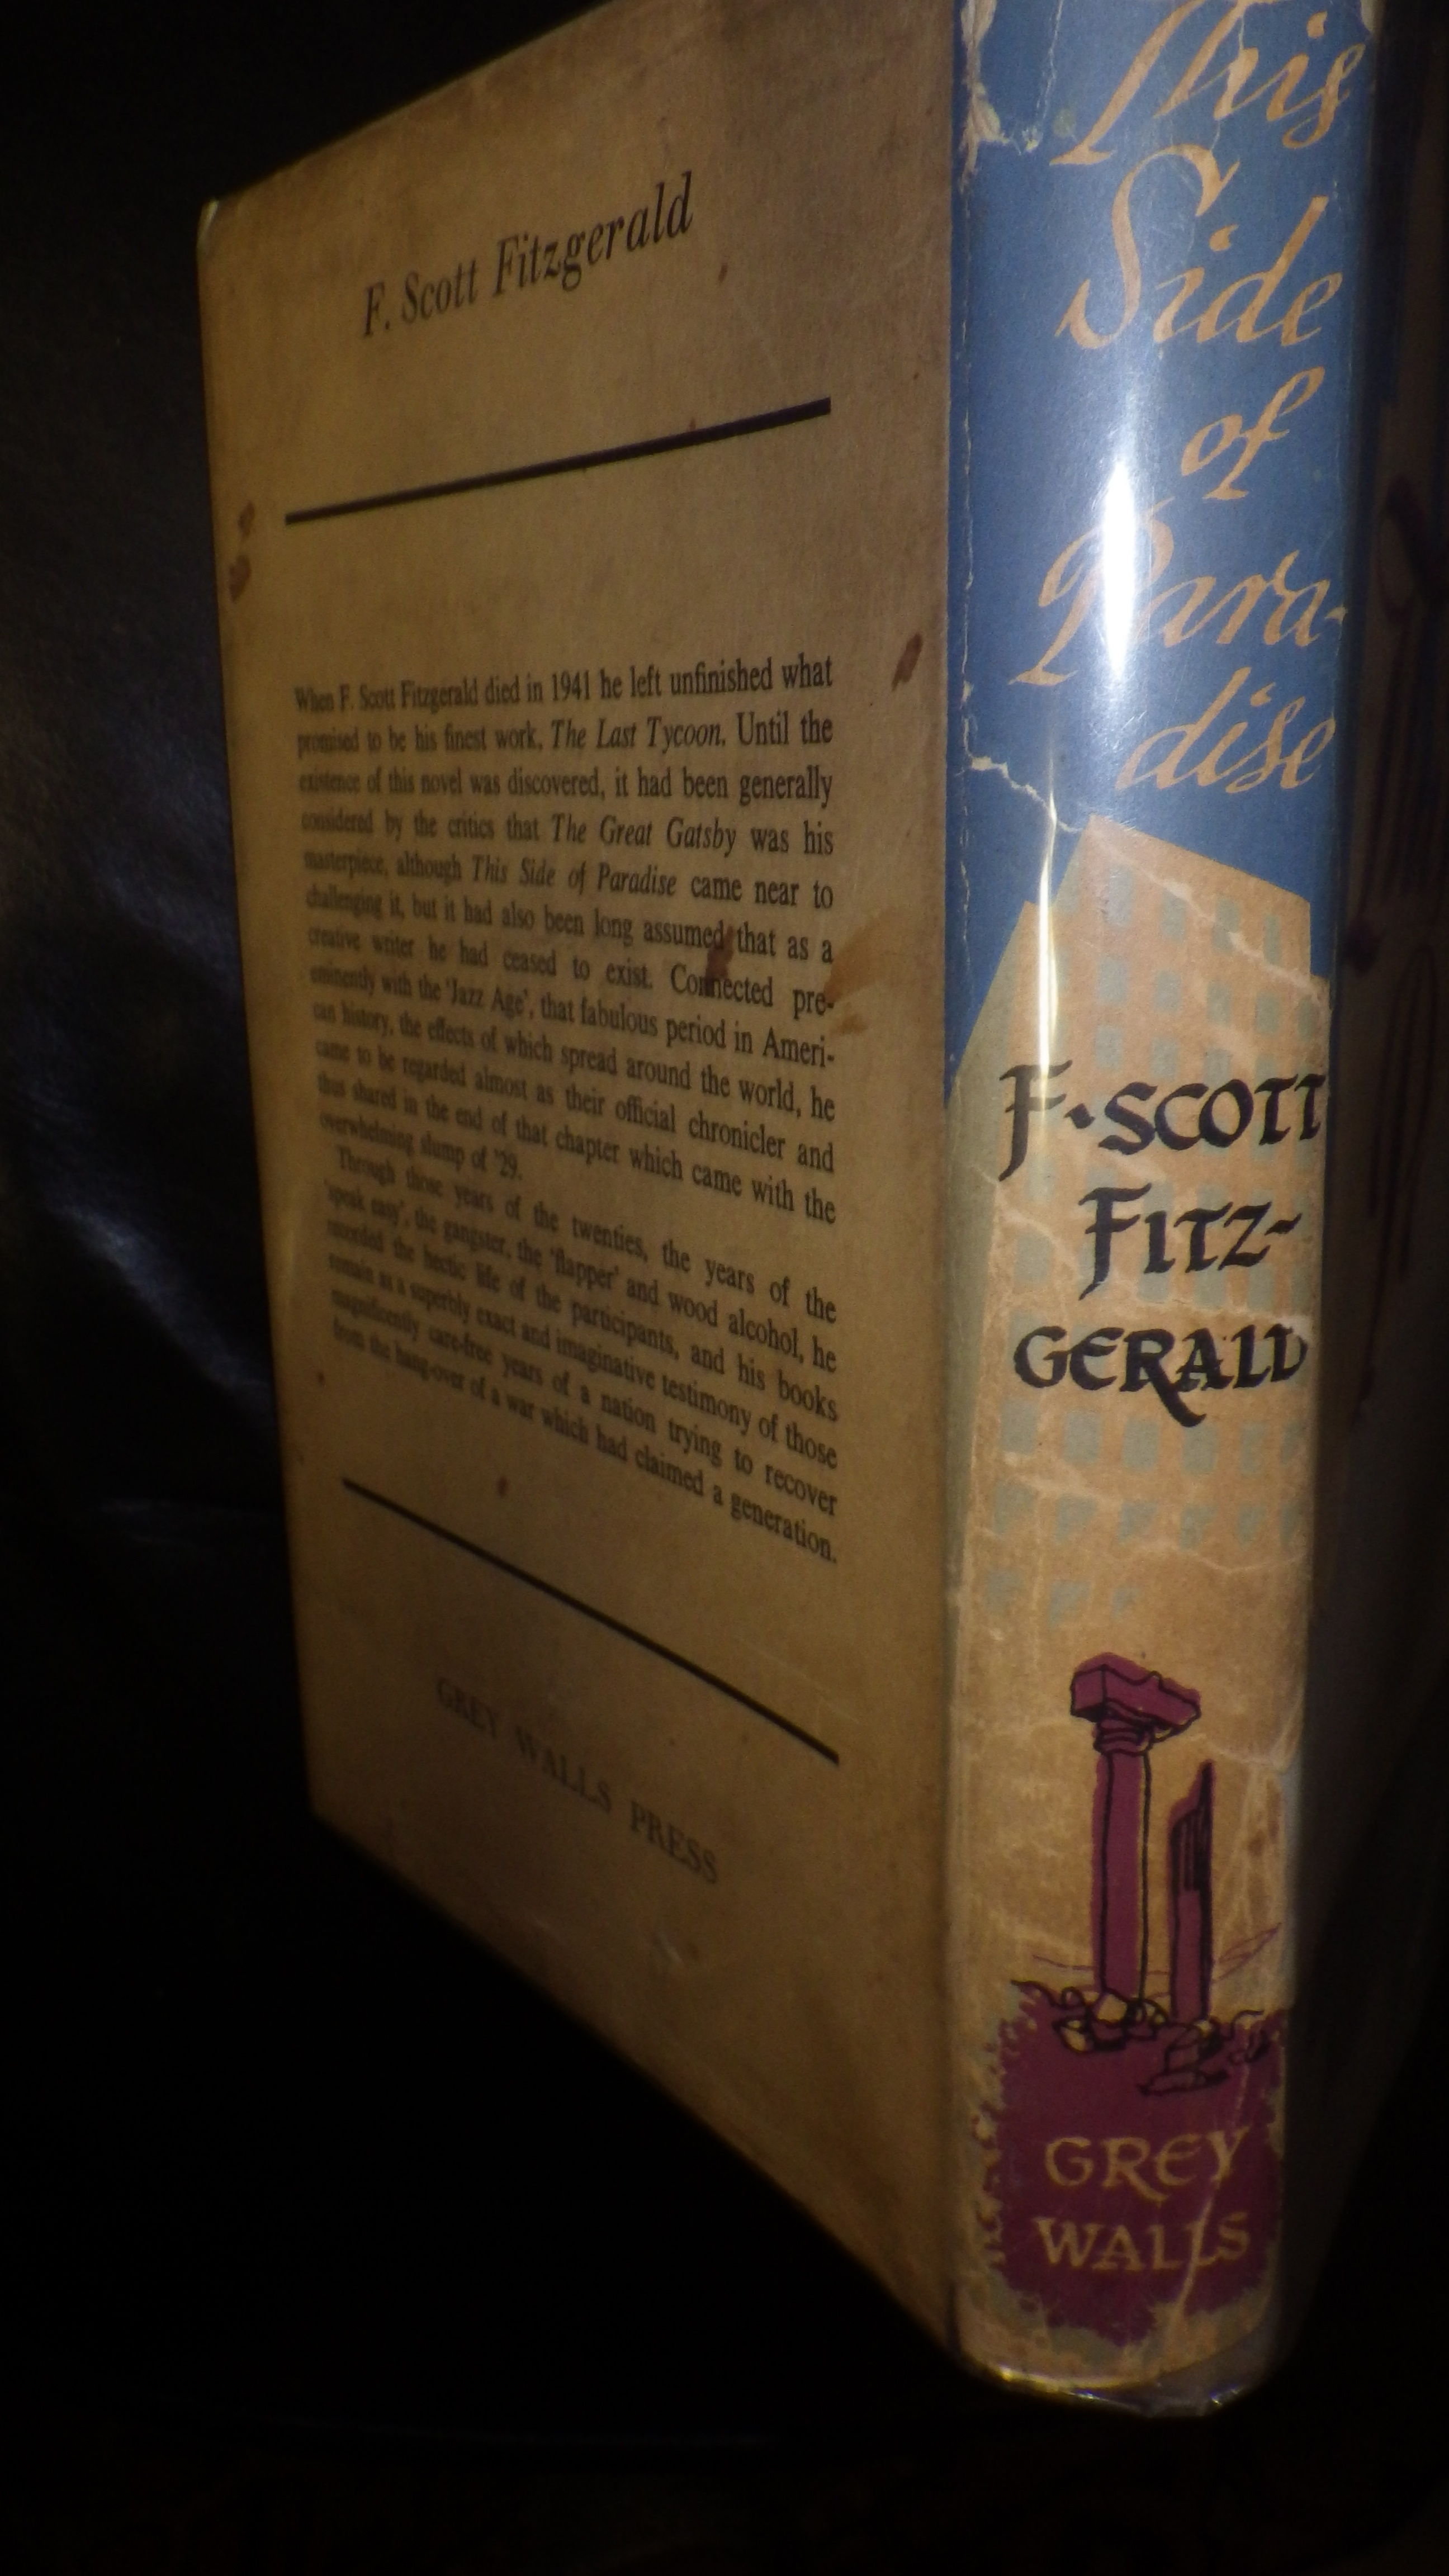 F. Scott Fitzgerald
When F. Scott Fitzgerald died in 1941 he left unfinished what
promised to be his finest work, The Last Tycoon. Until the
existence of this novel was discovered, it had been generally
considered by the critics that The Great Gatsby was his
masterpiece, although This Side of Paradise came near to
challenging it, but it had also been long assumed that as a
creative writer he had ceased to exist. Connected pre-
eminently with the 'Jazz Age', that fabulous period in Ameri-
can history, the effects of which spread around the world, he
came to be regarded almost as their official chronicler and
thus shared in the end of that chapter which came with the
overwhelming slump of '29.
Through those years of the twenties, the years of the
'speak easy', the gangster, the 'flapper' and wood alcohol, he
recorded the hectic life of the participants, and his books
remain as a superbly exact and imaginative testimony of those
magnificently care-free years of a nation trying to recover
from the hang-over of a war which had claimed a generation.
GREY WALLS PRESS
This
Side
of
Para-
dise
F·SCOTT
FITZ-
GERALD
GREY
WALLS